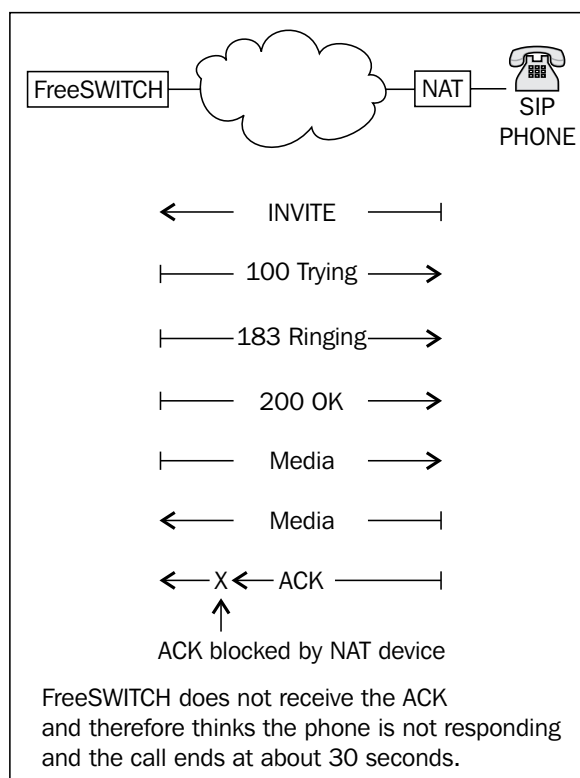 FreeSWITCH
NAT
SIP
PHONE
INVITE
100 Trying
183 Ringing
200 OK
Media
Media
X ACK
ACK blocked by NAT device
FreeSWITCH does not receive the ACK
and therefore thinks the phone is not responding
and the call ends at about 30 seconds.